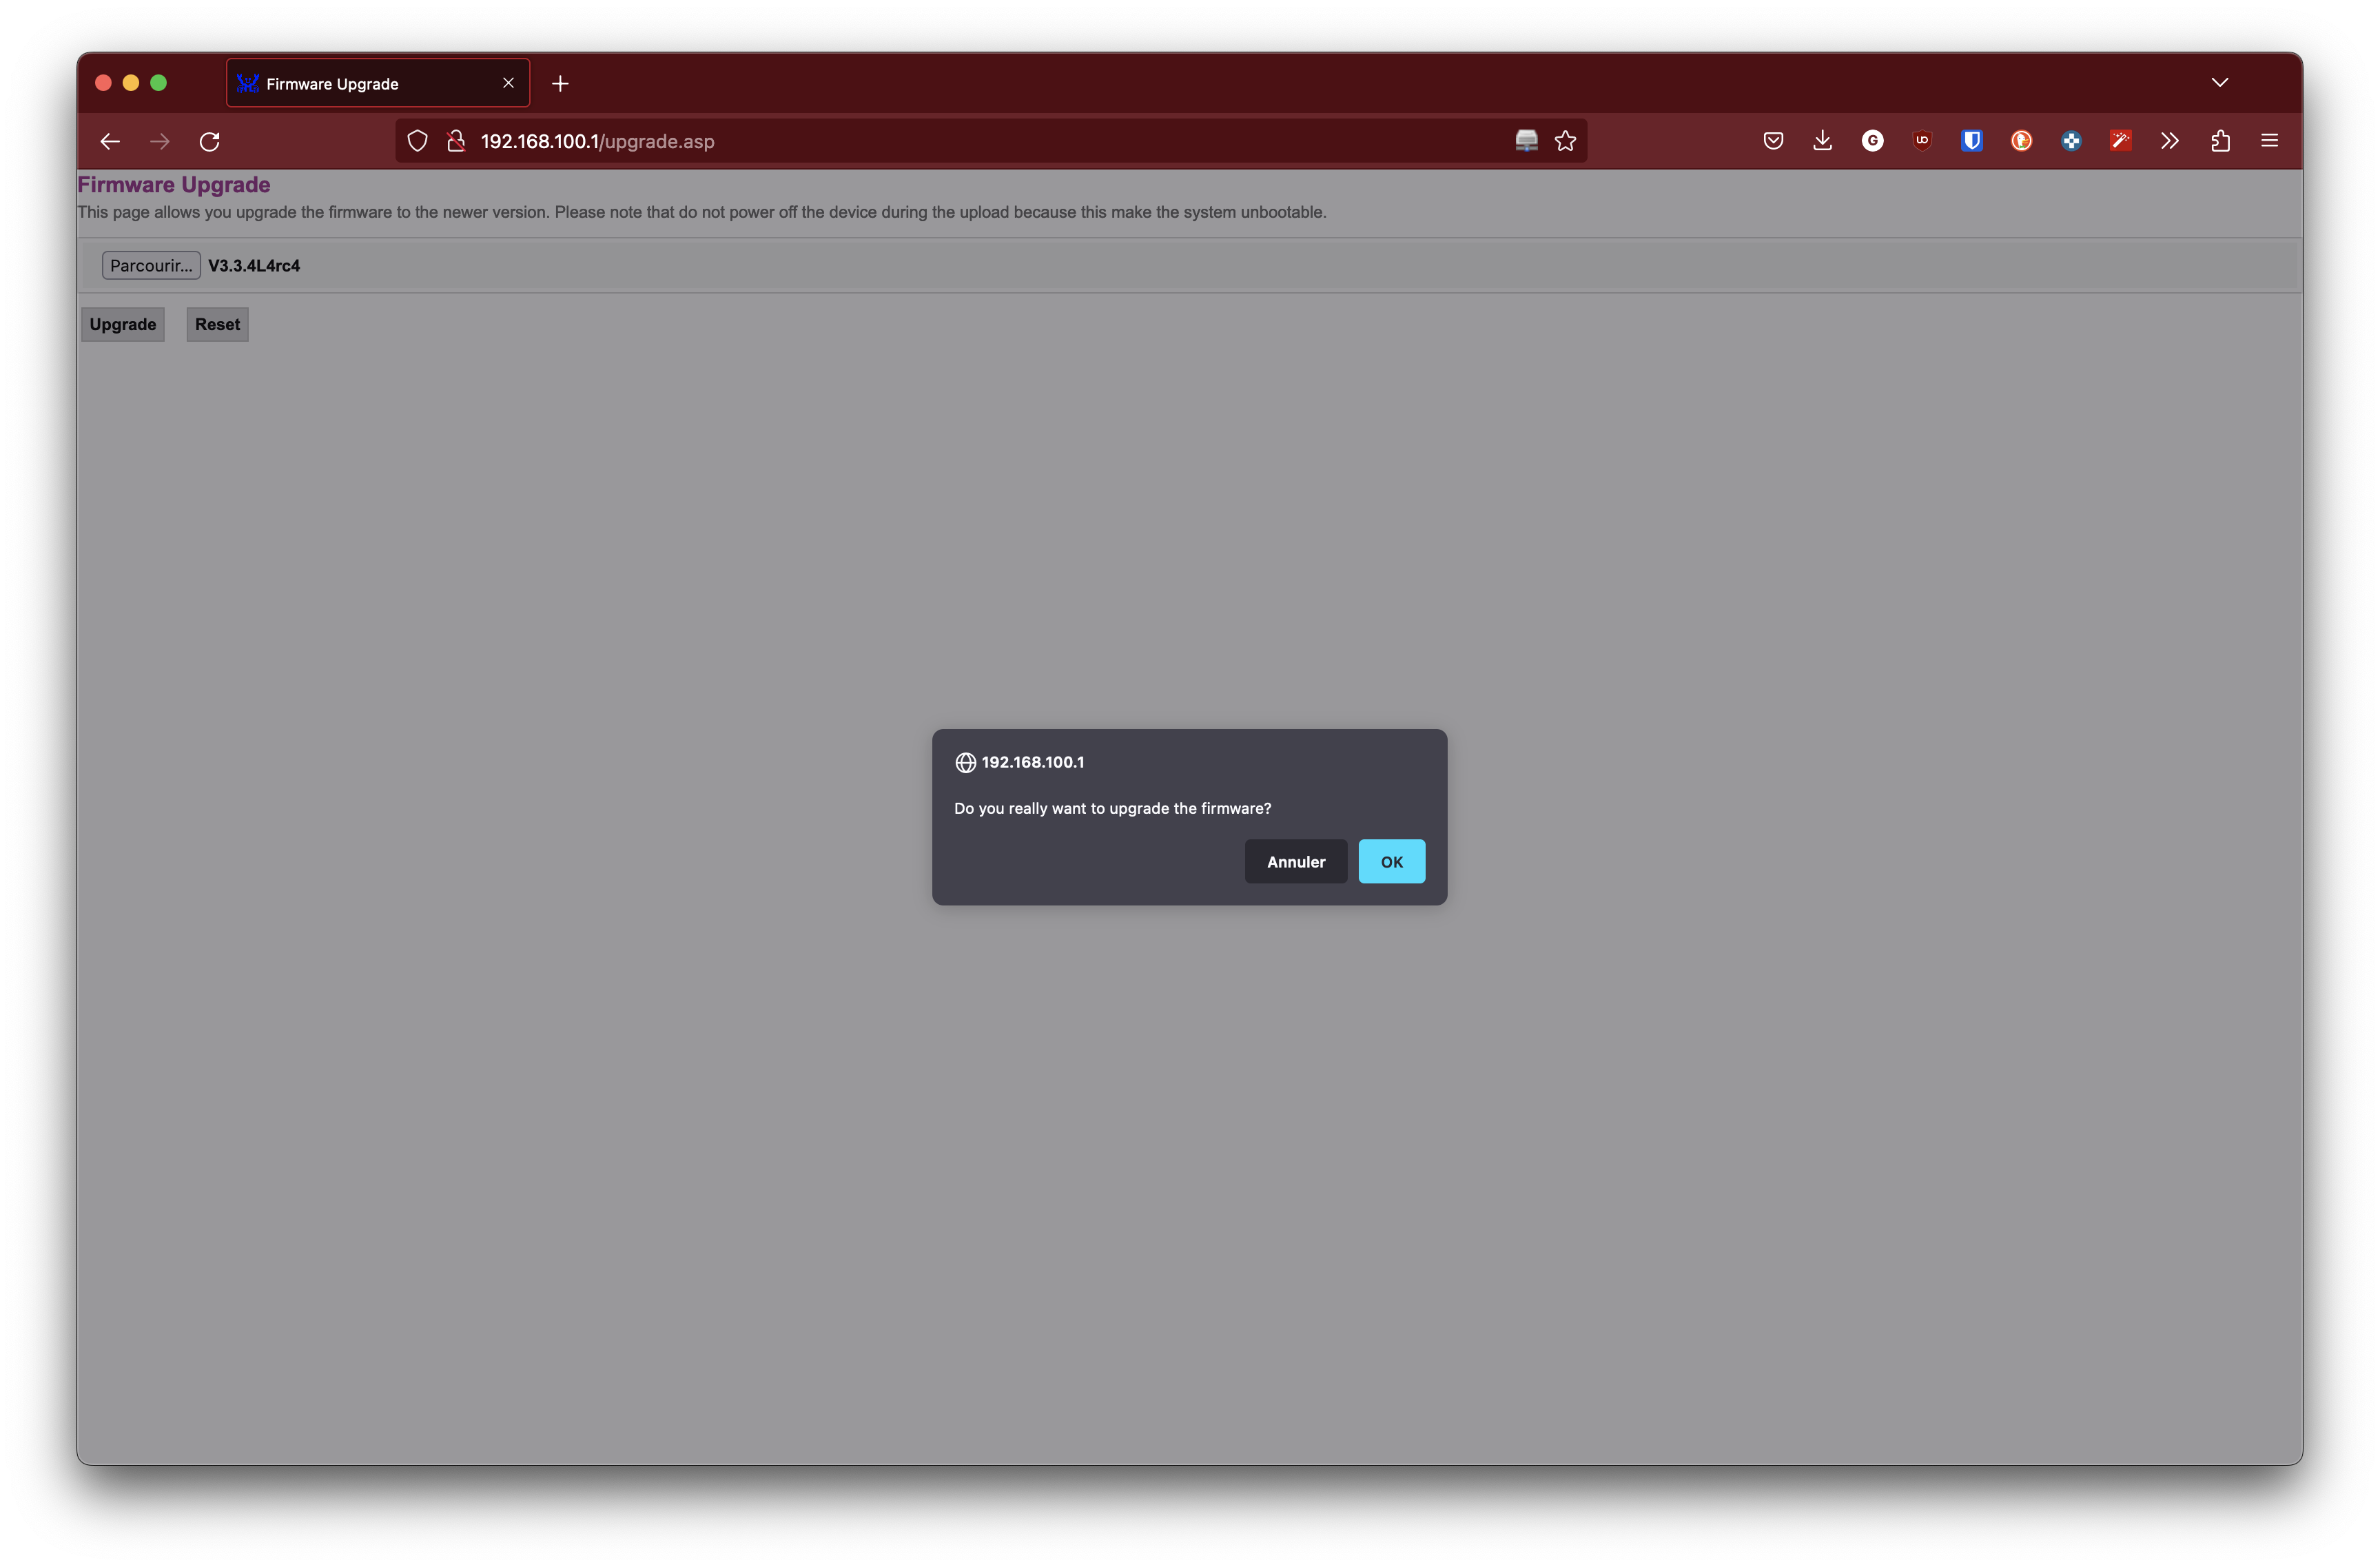 Firmware Upgrade
192.168.100.1/upgrade.asp
G
UD
Firmware Upgrade
This page allows you upgrade the firmware to the newer version. Please note that do not power off the device during the upload because this make the system unbootable.
Parcourir... V3.3.4L4rc4
Upgrade Reset
192.168.100.1
Do you really want to upgrade the firmware?
Annuler OK